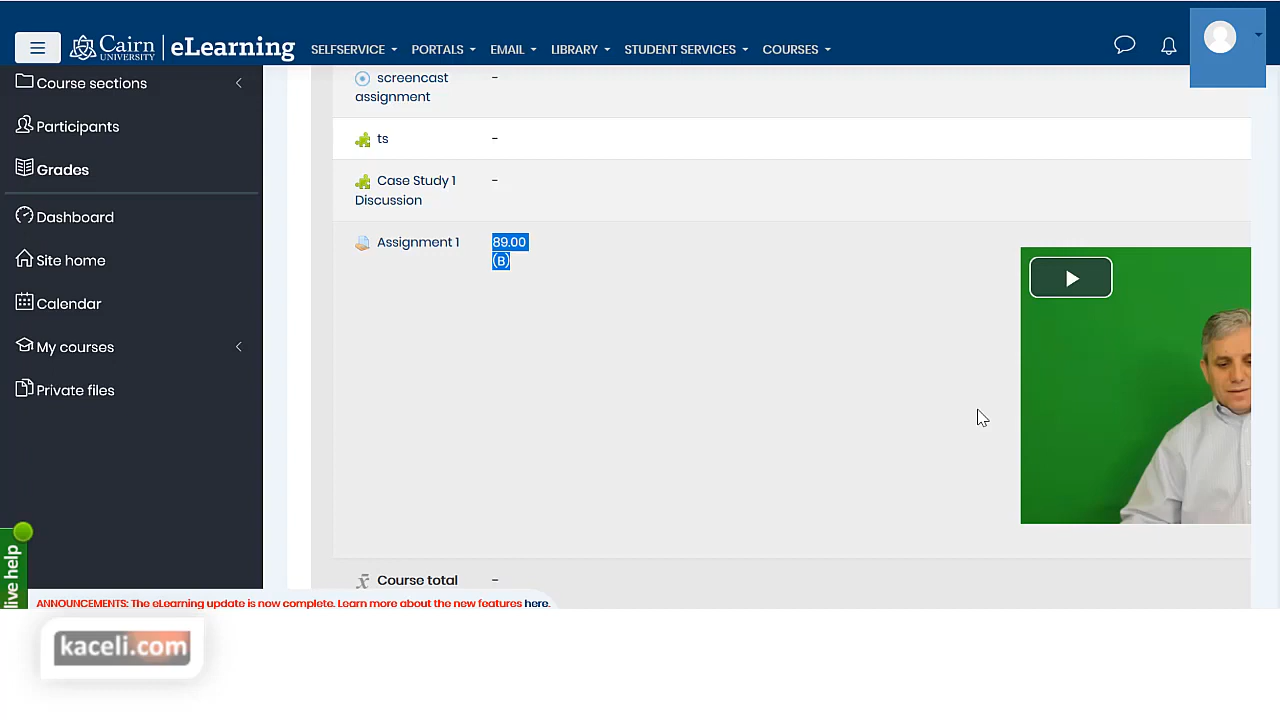 Cairn UNIVERSITY eLearning SELFSERVICE PORTALS EMAIL LIBRARY STUDENT SERVICES COURSES
Course sections
Participants
Grades
Dashboard
Site home
Calendar
My courses
Private files
live help
screencast -
assignment
ts -
Case Study 1 -
Discussion
Assignment 1 89.00
(B)
x̄ Course total -
ANNOUNCEMENTS: The eLearning update is now complete. Learn more about the new features here.
kaceli.com